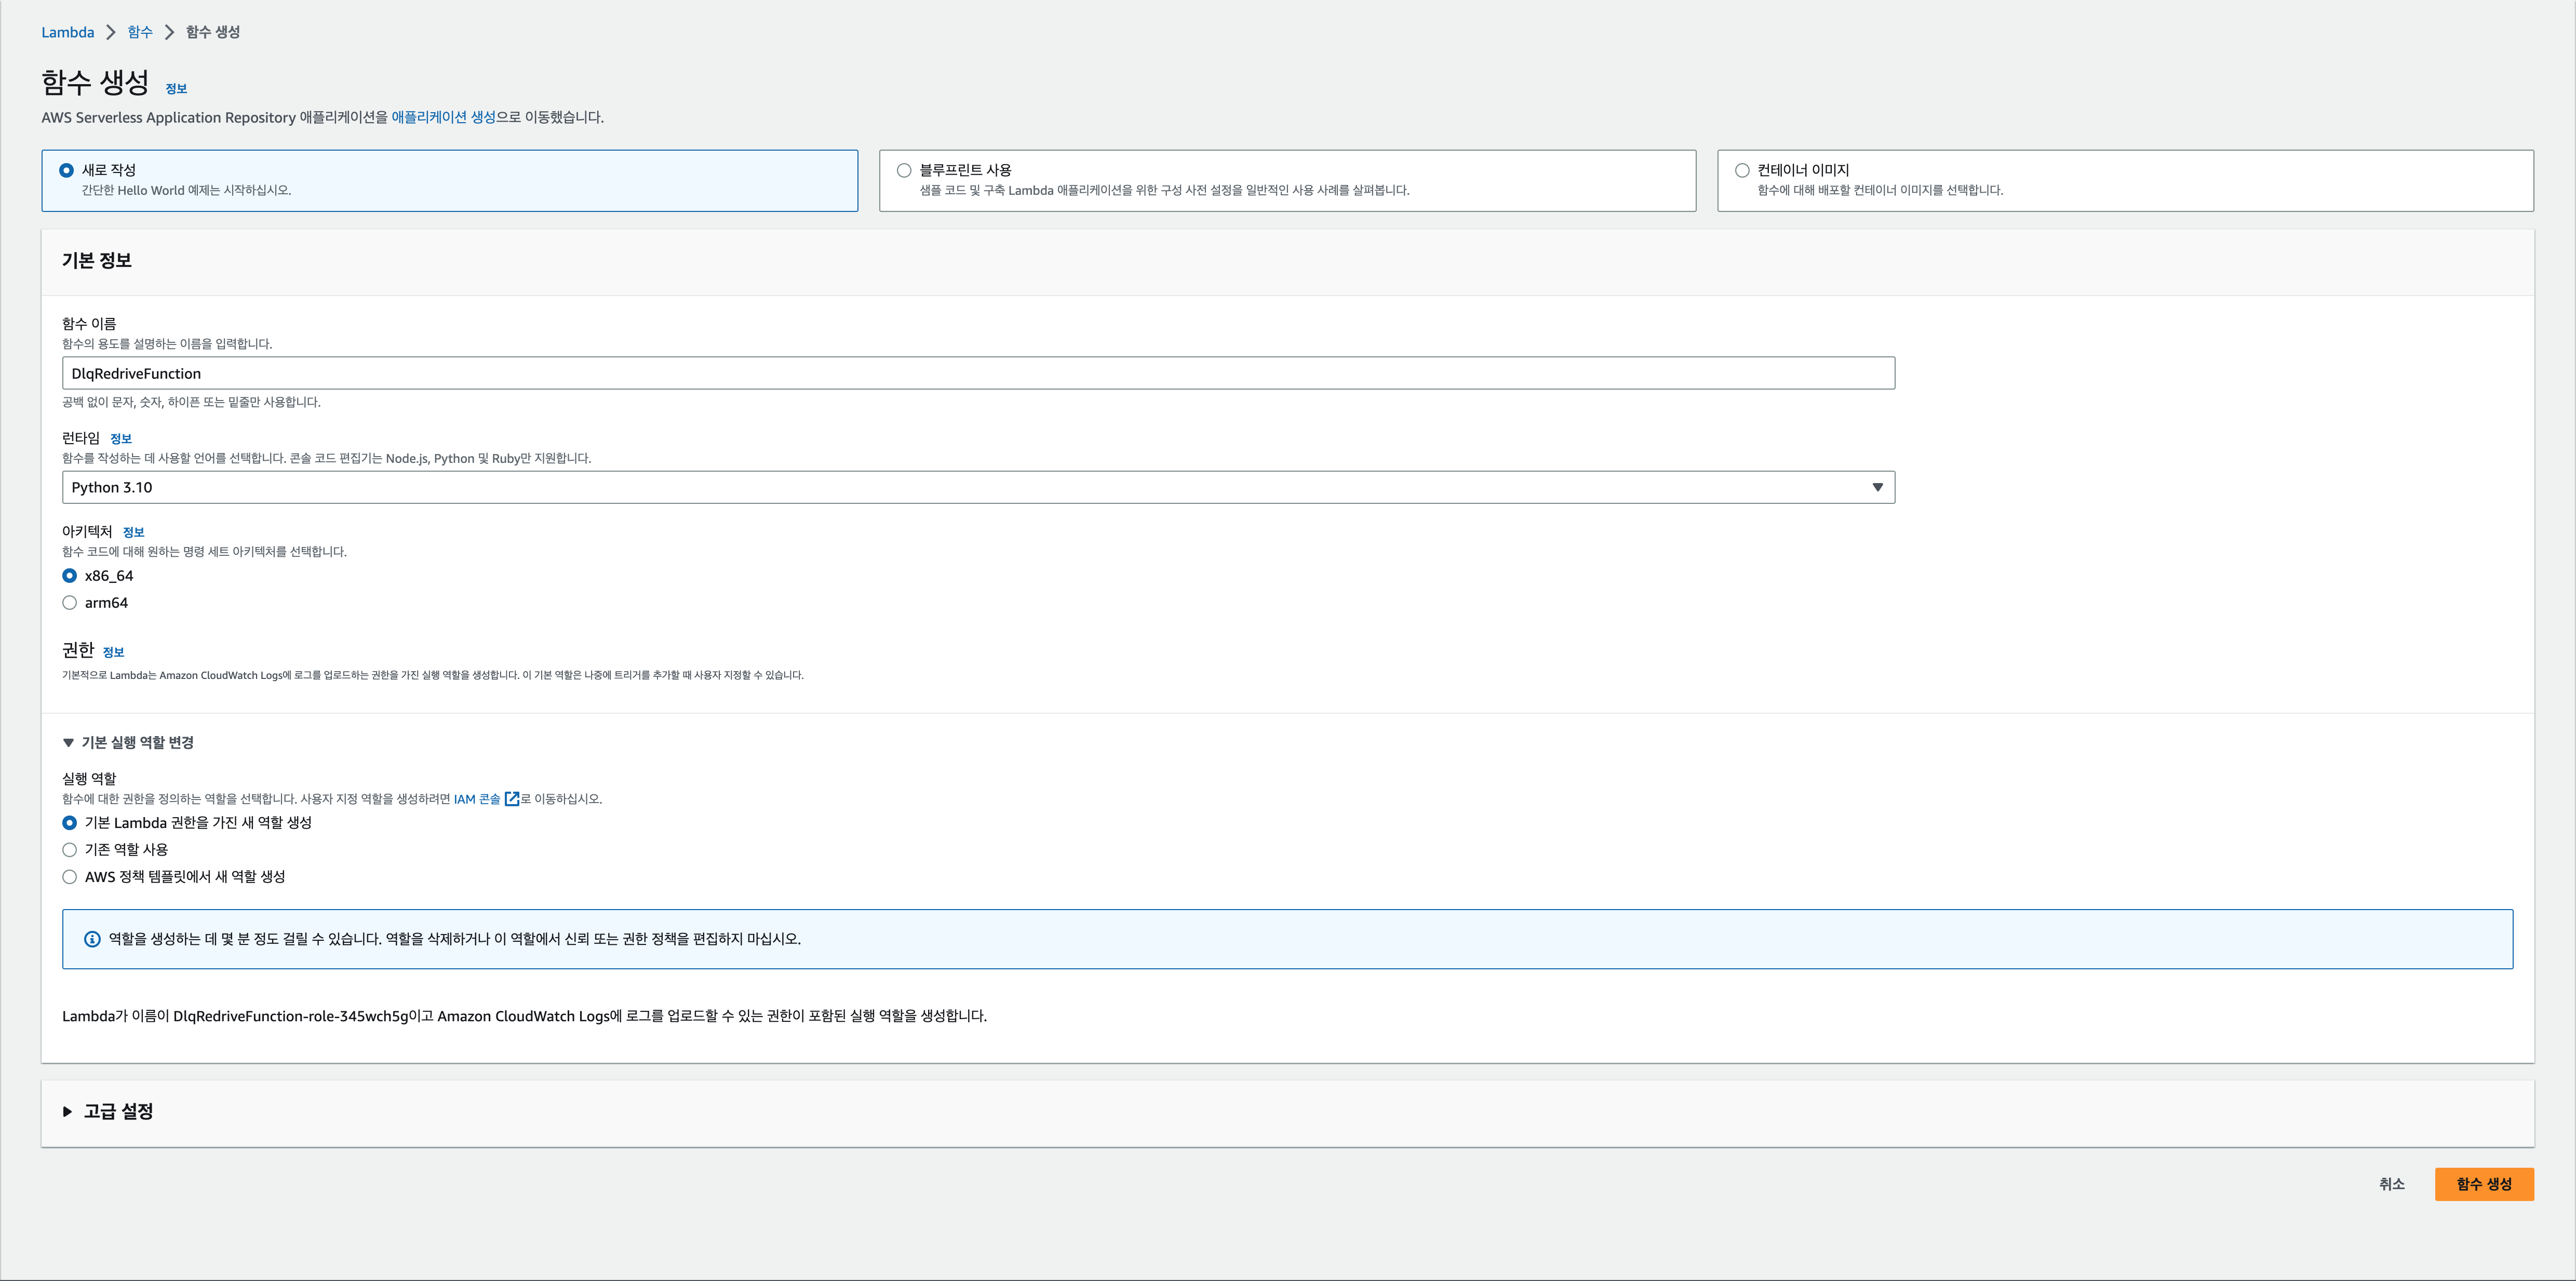 Lambda > 함수 > 함수 생성
함수 생성 정보
AWS Serverless Application Repository 애플리케이션을 애플리케이션 생성으로 이동했습니다.
새로 작성
간단한 Hello World 예제는 시작하십시오.
블루프린트 사용
샘플 코드 및 구축 Lambda 애플리케이션을 위한 구성 사전 설정을 일반적인 사용 사례를 살펴봅니다.
컨테이너 이미지
함수에 대해 배포할 컨테이너 이미지를 선택합니다.
기본 정보
함수 이름
함수의 용도를 설명하는 이름을 입력합니다.
DlqRedriveFunction
공백 없이 문자, 숫자, 하이픈 또는 밑줄만 사용합니다.
런타임 정보
함수를 작성하는 데 사용할 언어를 선택합니다. 콘솔 코드 편집기는 Node.js, Python 및 Ruby만 지원합니다.
Python 3.10
아키텍처 정보
함수 코드에 대해 원하는 명령 세트 아키텍처를 선택합니다.
x86_64
arm64
권한 정보
기본적으로 Lambda는 Amazon CloudWatch Logs에 로그를 업로드하는 권한을 가진 실행 역할을 생성합니다. 이 기본 역할은 나중에 트리거를 추가할 때 사용자 지정할 수 있습니다.
기본 실행 역할 변경
실행 역할
함수에 대한 권한을 정의하는 역할을 선택합니다. 사용자 지정 역할을 생성하려면 IAM 콘솔로 이동하십시오.
기본 Lambda 권한을 가진 새 역할 생성
기존 역할 사용
AWS 정책 템플릿에서 새 역할 생성
역할을 생성하는 데 몇 분 정도 걸릴 수 있습니다. 역할을 삭제하거나 이 역할에서 신뢰 또는 권한 정책을 편집하지 마십시오.
Lambda가 이름이 DlqRedriveFunction-role-345wch5g이고 Amazon CloudWatch Logs에 로그를 업로드할 수 있는 권한이 포함된 실행 역할을 생성합니다.
고급 설정
취소
함수 생성